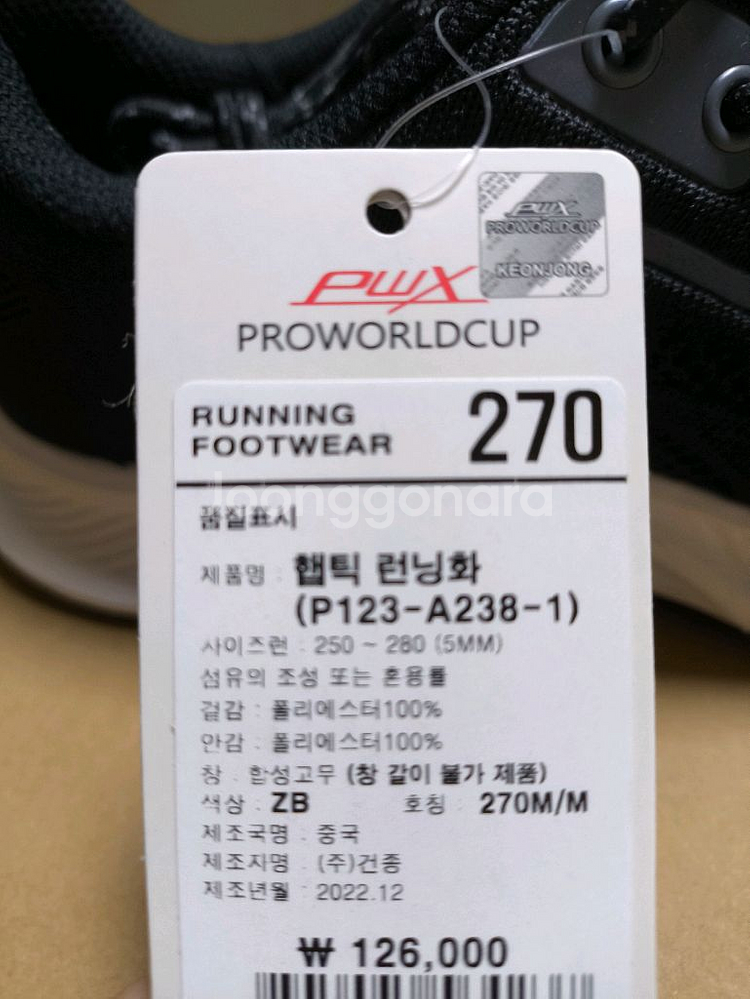 PWX
PROWORLDCUP
KEONJONG
PWX
PROWORLDCUP
RUNNING
FOOTWEAR
270
joonggonara
품질표시
제품명 : 햅틱 런닝화
(P123-A238-1)
사이즈런 : 250 ~ 280 (5MM)
섬유의 조성 또는 혼용률
겉감 : 폴리에스터100%
안감 : 폴리에스터100%
창 : 합성고무 (창 갈이 불가 제품)
색상 : ZB 호칭 : 270M/M
제조국명 : 중국
제조자명 : (주)건종
제조년월 : 2022.12
₩ 126,000